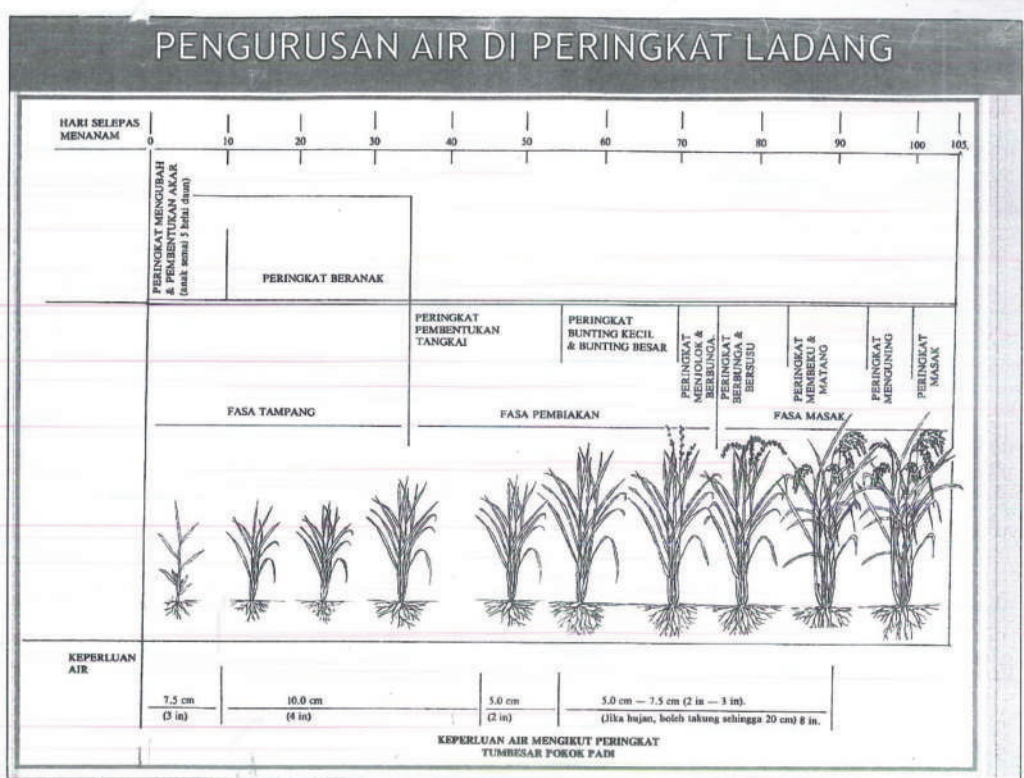 PENGURUSAN AIR DI PERINGKAT LADANG
HARI SELEPAS
MENANAM
0 10 20 30 40 50 60 70 80 90 100 105.
PERINGKAT MENGUBAH
& PEMBENTUKAN AKAR
(anak semai 5 helai daun)
PERINGKAT BERANAK
PERINGKAT
PEMBENTUKAN
TANGKAI
PERINGKAT
BUNTING KECIL
& BUNTING BESAR
PERINGKAT
MENJOLOK &
BERBUNGA.
PERINGKAT
BERBUNGA &
BERSUSU
PERINGKAT
MEMBEKU &
MATANG
PERINGKAT
MENGUNING
PERINGKAT
MASAK
FASA TAMPANG
FASA PEMBIAKAN
FASA MASAK
KEPERLUAN
AIR
7.5 cm
(3 in)
10.0 cm
(4 in)
5.0 cm
(2 in)
5.0 cm — 7.5 cm (2 in — 3 in).
(Jika hujan, boleh takung sehingga 20 cm) 8 in.
KEPERLUAN AIR MENGIKUT PERINGKAT
TUMBESAR POKOK PADI